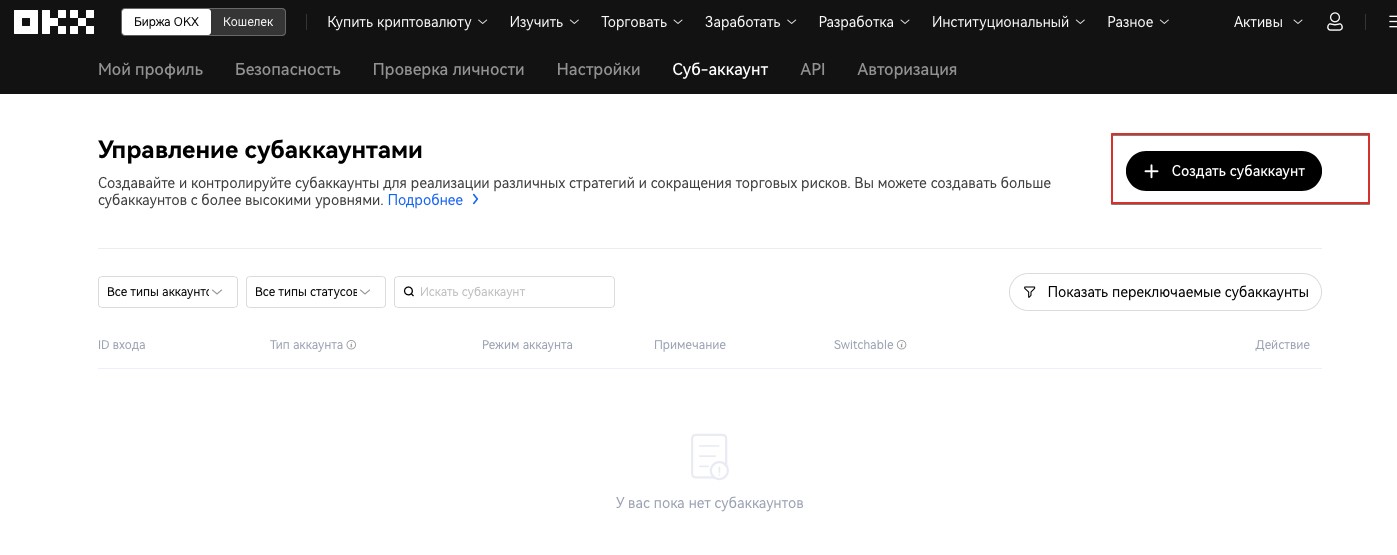 OKX Биржа OKX Кошелек Купить криптовалюту Изучить Торговать Заработать Разработка Институциональный Разное Активы
Мой профиль Безопасность Проверка личности Настройки Суб-аккаунт API Авторизация
Управление субаккаунтами
Создавайте и контролируйте субаккаунты для реализации различных стратегий и сокращения торговых рисков. Вы можете создавать больше
субаккаунтов с более высокими уровнями. Подробнее
Создать субаккаунт
Все типы аккаунто Все типы статусов Искать субаккаунт Показать переключаемые субаккаунты
ID входа Тип аккаунта Режим аккаунта Примечание Switchable Действие
У вас пока нет субаккаунтов